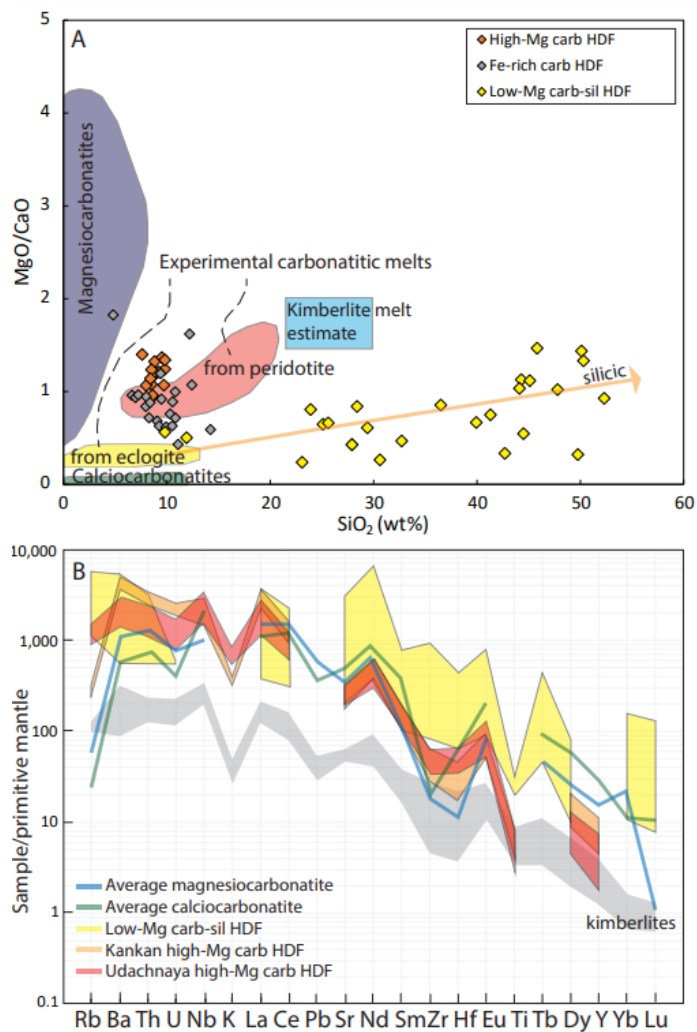 A
High-Mg carb HDF
Fe-rich carb HDF
Low-Mg carb-sil HDF
5
4
3
2
1
0
MgO/CaO
Magnesiocarbonatites
Experimental carbonatitic melts
Kimberlite melt
estimate
from peridotite
silicic
from eclogite
Calciocarbonatites
0 10 20 30 40 50 60
SiO₂ (wt%)
B
10,000
1,000
100
10
1
0.1
Sample/primitive mantle
Average magnesiocarbonatite
Average calciocarbonatite
Low-Mg carb-sil HDF
Kankan high-Mg carb HDF
Udachnaya high-Mg carb HDF
kimberlites
Rb Ba Th U Nb K La Ce Pb Sr Nd Sm Zr Hf Eu Ti Tb Dy Y Yb Lu